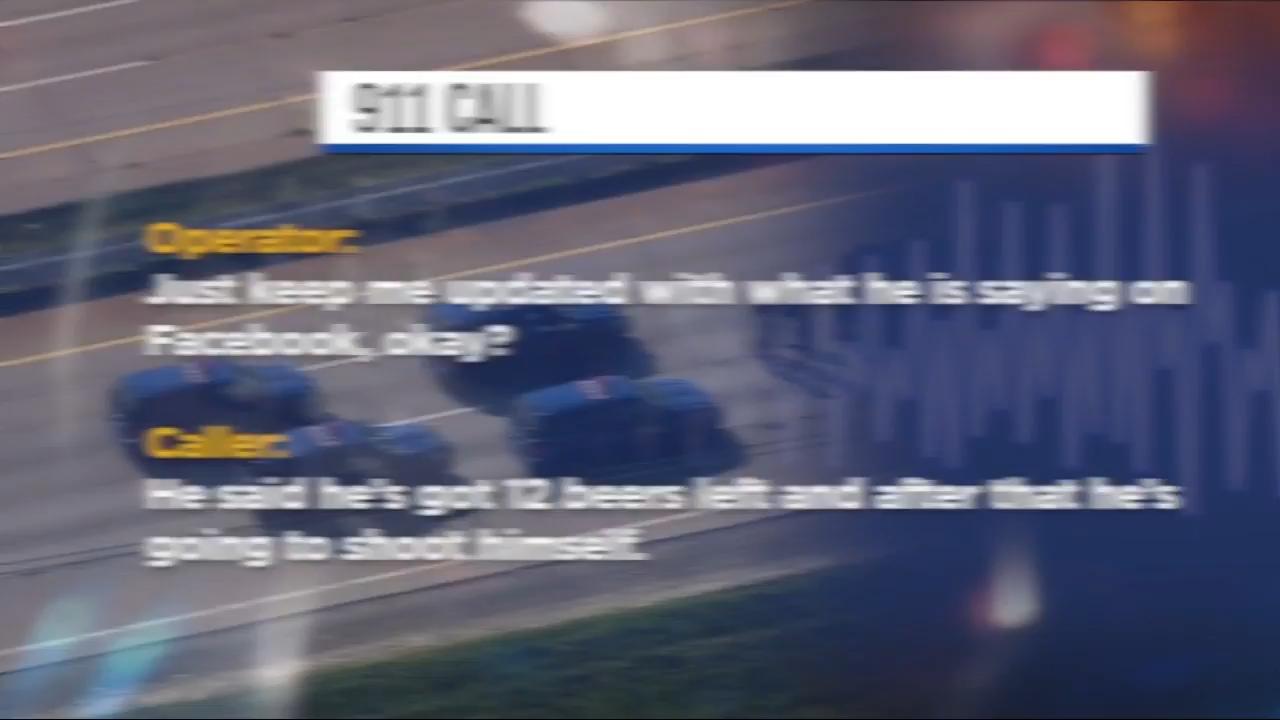 911 CALL
Operator:
Just keep me updated with what he is saying on
Facebook, okay?
Caller:
He said he's got 12 beers left and after that he's
going to shoot himself.